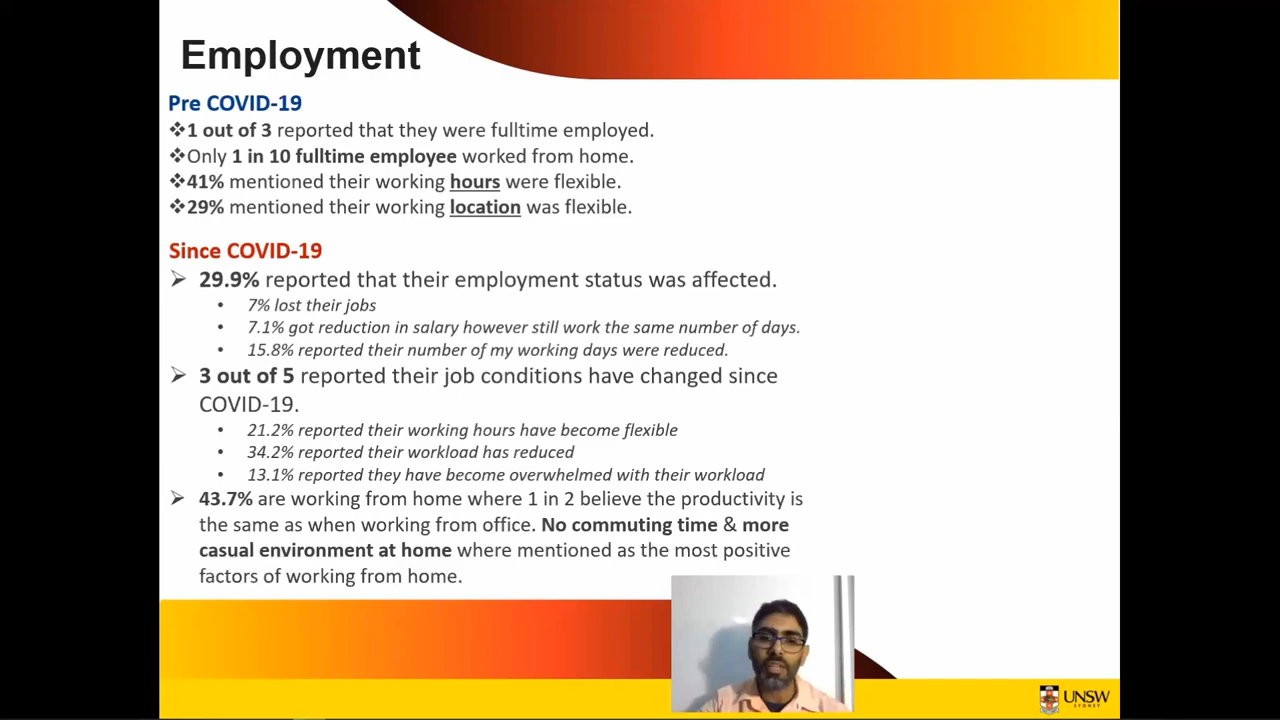 Employment
Pre COVID-19
❖1 out of 3 reported that they were fulltime employed.
❖Only 1 in 10 fulltime employee worked from home.
❖41% mentioned their working hours were flexible.
❖29% mentioned their working location was flexible.
Since COVID-19
➢ 29.9% reported that their employment status was affected.
• 7% lost their jobs
• 7.1% got reduction in salary however still work the same number of days.
• 15.8% reported their number of my working days were reduced.
➢ 3 out of 5 reported their job conditions have changed since
COVID-19.
• 21.2% reported their working hours have become flexible
• 34.2% reported their workload has reduced
• 13.1% reported they have become overwhelmed with their workload
➢ 43.7% are working from home where 1 in 2 believe the productivity is
the same as when working from office. No commuting time & more
casual environment at home where mentioned as the most positive
factors of working from home.
UNSW
SYDNEY